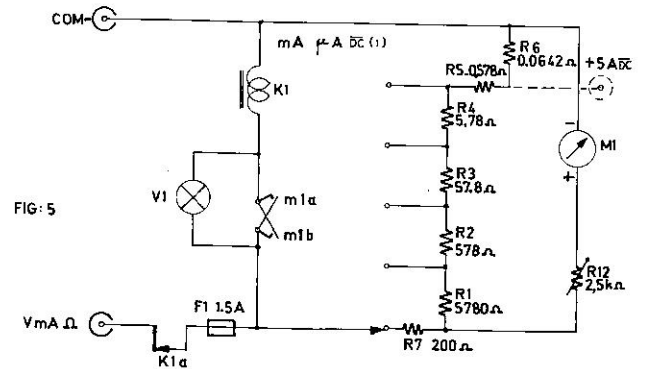 COM-
mA μA DC (1)
R6
0.0642Ω
+5A DC
R5 0,0578Ω
K1
R4
5,78Ω
-
M1
+
R3
57.8Ω
V1
m1a
FIG: 5
m1b
R2
578Ω
R12
2,5kΩ
R1
5780Ω
F1 1.5A
VmAΩ
K1a
R7 200Ω